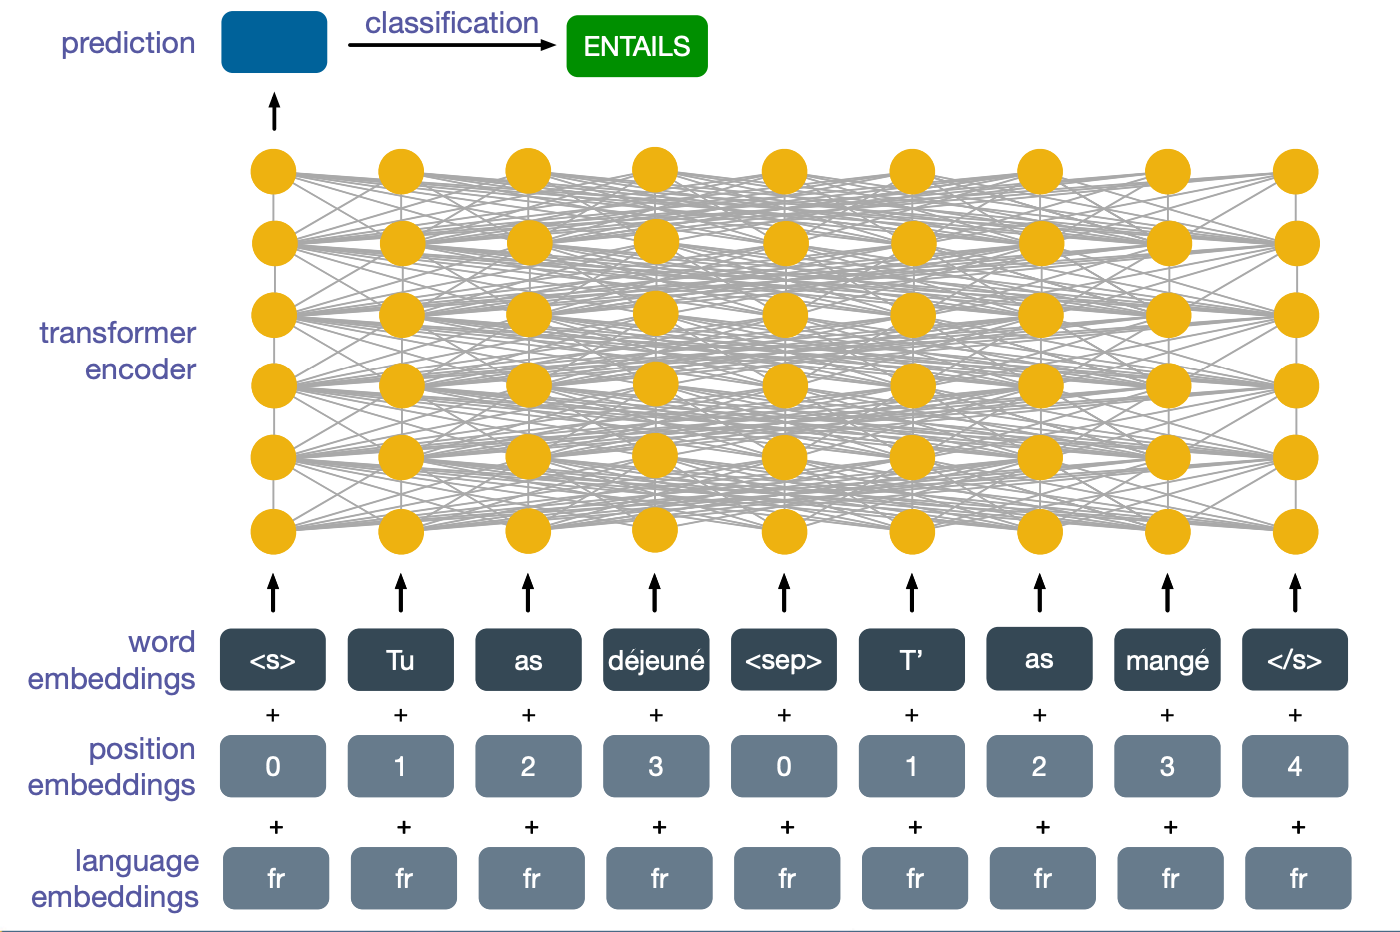 prediction
classification
ENTAILS
transformer
encoder
word
embeddings
<s> Tu as déjeuné <sep> T’ as mangé </s>
+ + + + + + + + +
position
embeddings
0 1 2 3 0 1 2 3 4
+ + + + + + + + +
language
embeddings
fr fr fr fr fr fr fr fr fr